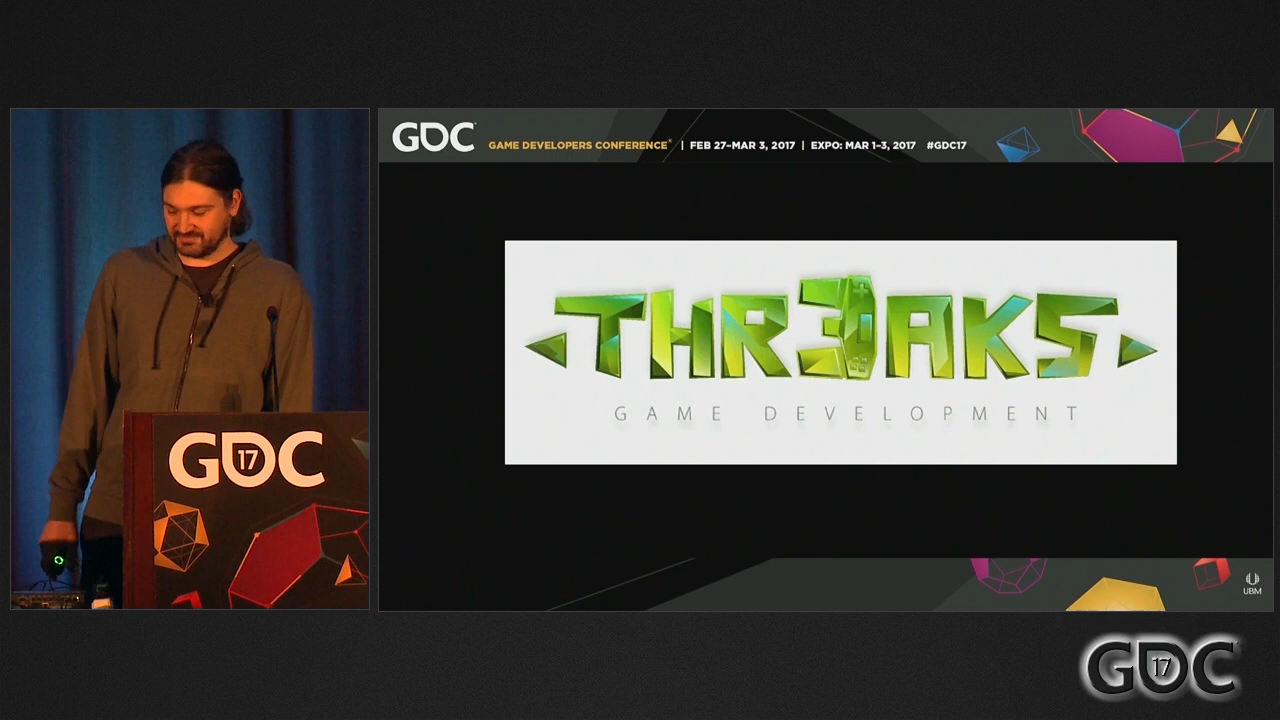 GDC
GAME DEVELOPERS CONFERENCE® | FEB 27–MAR 3, 2017 | EXPO: MAR 1–3, 2017 #GDC17
THR3AKS
GAME DEVELOPMENT
GDC
17
UBM
GDC
17